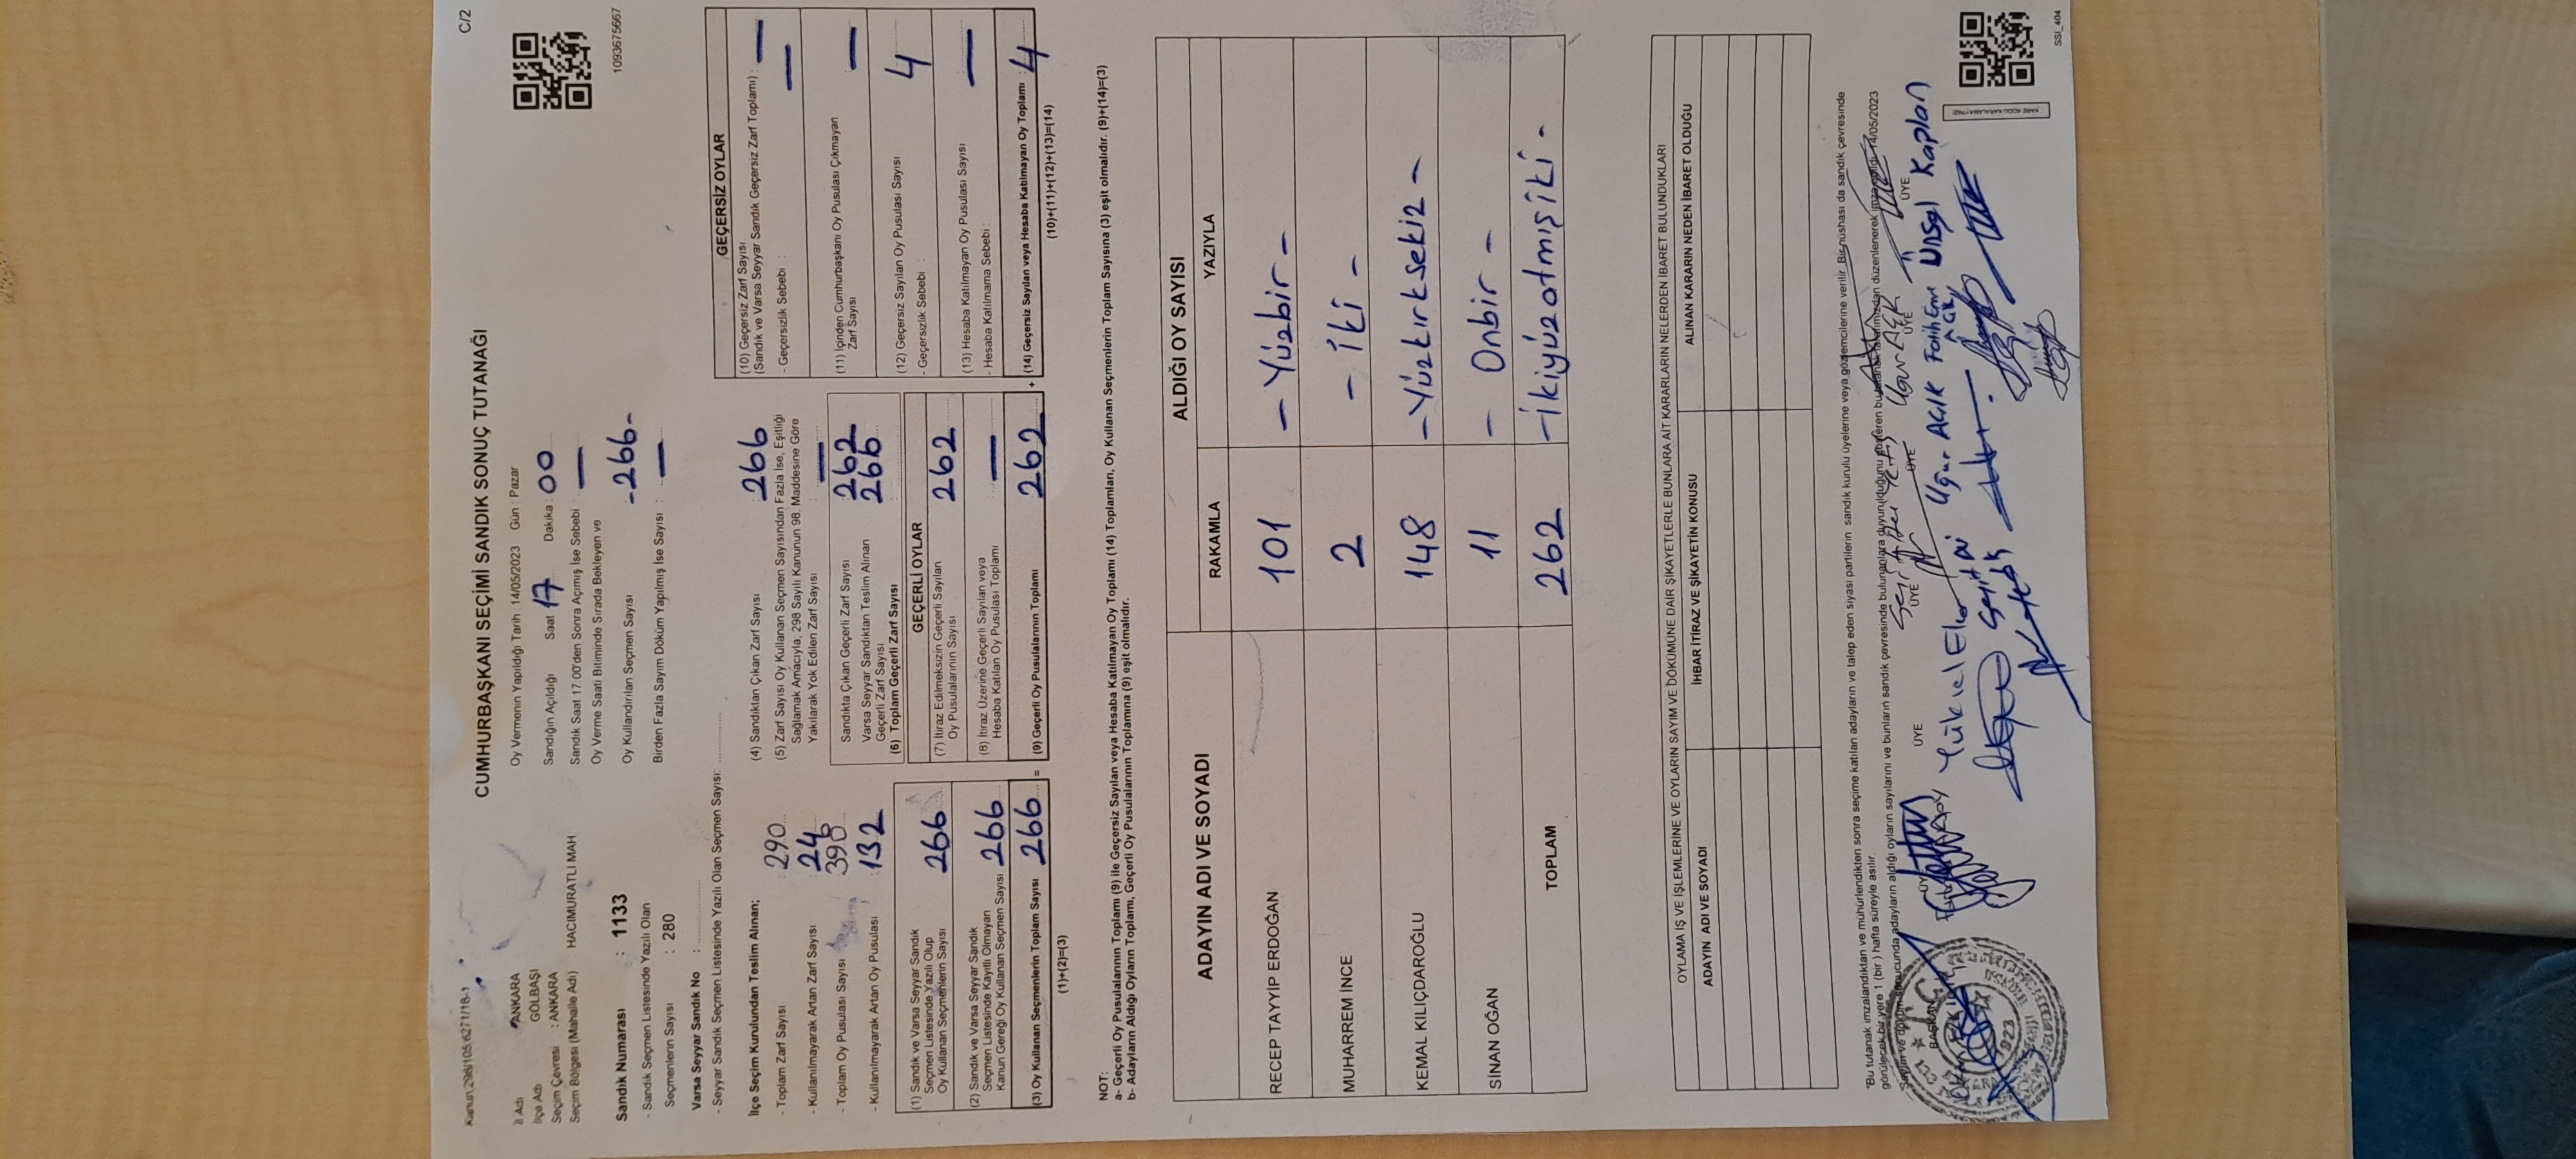 Kanun 298/105 6271/18-1
C/2
CUMHURBAŞKANI SEÇİMİ SANDIK SONUÇ TUTANAĞI
İl Adı ANKARA
İlçe Adı GÖLBAŞI
Seçim Çevresi : ANKARA
Seçim Bölgesi (Mahalle Adı) HACIMURATLI MAH
Sandık Numarası : 1133
- Sandık Seçmen Listesinde Yazılı Olan
Seçmenlerin Sayısı : 280
Varsa Seyyar Sandık No :
- Seyyar Sandık Seçmen Listesinde Yazılı Olan Seçmen Sayısı:
Oy Vermenin Yapıldığı Tarih : 14/05/2023 Gün : Pazar
Sandığın Açıldığı Saat 17 Dakika : 00
Sandık Saat 17.00'den Sonra Açımış İse Sebebi : —
Oy Verme Saati Bitiminde Sırada Bekleyen ve
Oy Kullandırılan Seçmen Sayısı -266-
Birden Fazla Sayım Döküm Yapılmış İse Sayısı : —
1093675667
İlçe Seçim Kurulundan Teslim Alınan;
- Toplam Zarf Sayısı : 290
- Kullanılmayarak Artan Zarf Sayısı : 24
- Toplam Oy Pusulası Sayısı 398
- Kullanılmayarak Artan Oy Pusulası : 132
(1) Sandık ve Varsa Seyyar Sandık
Seçmen Listesinde Yazılı Olup
Oy Kullanan Seçmenlerin Sayısı : 266
(2) Sandık ve Varsa Seyyar Sandık
Seçmen Listesinde Kayıtlı Olmayan
Kanun Gereği Oy Kullanan Seçmen Sayısı : 266
(3) Oy Kullanan Seçmenlerin Toplam Sayısı : 266 =
(1)+(2)=(3)
(4) Sandıktan Çıkan Zarf Sayısı 266
(5) Zarf Sayısı Oy Kullanan Seçmen Sayısından Fazla İse, Eşitliği
Sağlamak Amacıyla, 298 Sayılı Kanunun 98. Maddesine Göre
Yakılarak Yok Edilen Zarf Sayısı : —
Sandıkta Çıkan Geçerli Zarf Sayısı 262
Varsa Seyyar Sandıktan Teslim Alınan
Geçerli Zarf Sayısı 266
(6) Toplam Geçerli Zarf Sayısı
GEÇERLİ OYLAR
(7) İtiraz Edilmeksizin Geçerli Sayılan
Oy Pusulalarının Sayısı : 262
(8) İtiraz Üzerine Geçerli Sayılan veya
Hesaba Katılan Oy Pusulası Toplamı : —
(9) Geçerli Oy Pusulalarının Toplamı 262 +
GEÇERSİZ OYLAR
(10) Geçersiz Zarf Sayısı
(Sandık ve Varsa Seyyar Sandık Geçersiz Zarf Toplamı) : —
- Geçersizlik Sebebi : —
(11) İçinden Cumhurbaşkanı Oy Pusulası Çıkmayan
Zarf Sayısı —
(12) Geçersiz Sayılan Oy Pusulası Sayısı 4
- Geçersizlik Sebebi :
(13) Hesaba Katılmayan Oy Pusulası Sayısı —
- Hesaba Katılmama Sebebi :
(14) Geçersiz Sayılan veya Hesaba Katılmayan Oy Toplamı : 4
(10)+(11)+(12)+(13)=(14)
NOT:
a- Geçerli Oy Pusulalarının Toplamı (9) ile Geçersiz Sayılan veya Hesaba Katılmayan Oy Toplamı (14) Toplamları, Oy Kullanan Seçmenlerin Toplam Sayısına (3) eşit olmalıdır. (9)+(14)=(3)
b- Adayların Aldığı Oyların Toplamı, Geçerli Oy Pusulalarının Toplamına (9) eşit olmalıdır.
ADAYIN ADI VE SOYADI ALDIĞI OY SAYISI
RAKAMLA YAZIYLA
RECEP TAYYİP ERDOĞAN 101 - Yüzbir -
MUHARREM İNCE 2 - İki -
KEMAL KILIÇDAROĞLU 148 - Yüzkırksekiz -
SİNAN OĞAN 11 - Onbir -
TOPLAM 262 - İkiyüzatmışiki -
OYLAMA İŞ VE İŞLEMLERİNE VE OYLARIN SAYIM VE DÖKÜMÜNE DAİR ŞİKAYETLERLE BUNLARA AİT KARARLARIN NELERDEN İBARET BULUNDUKLARI
ADAYIN ADI VE SOYADI İHBAR İTİRAZ VE ŞİKAYETİN KONUSU ALINAN KARARIN NEDEN İBARET OLDUĞU
"Bu tutanak imzalandıktan ve mühürlendikten sonra seçime katılan adayların ve talep eden siyasi partilerin sandık kurulu üyelerine veya gözlemcilerine verilir. Bir nüshası da sandık çevresinde
görülecek bir yere 1 (bir ) hafta süreyle asılır.
Sayım ve döküm sonucunda adayların aldığı oyların sayılarını ve bunların sandık çevresinde bulunanlara duyurulduğunu gösteren bu tutanak tarafımızdan düzenlenerek imza edildi. 14/05/2023
Uğur AÇIK
BAŞKAN ÜYE ÜYE ÜYE ÜYE ÜYE ÜYE
Yüksel Uğur AÇIK Fatih Emre Ünsal Kaplan
Seyit Ali AÇIK
1923
KARE KODU KARALAMAYINIZ!
SSI_404